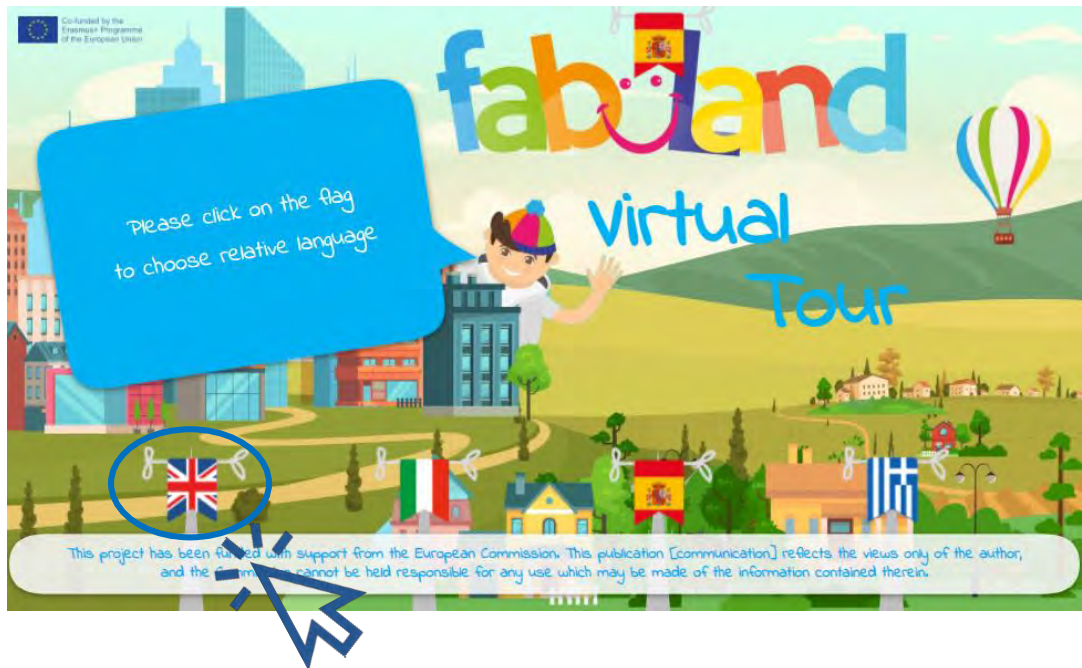 Co-funded by the
Erasmus+ Programme
of the European Union
fabuland
Virtual
Tour
Please click on the flag
to choose relative language
This project has been funded with support from the European Commission. This publication [communication] reflects the views only of the author,
and the Commission cannot be held responsible for any use which may be made of the information contained therein.